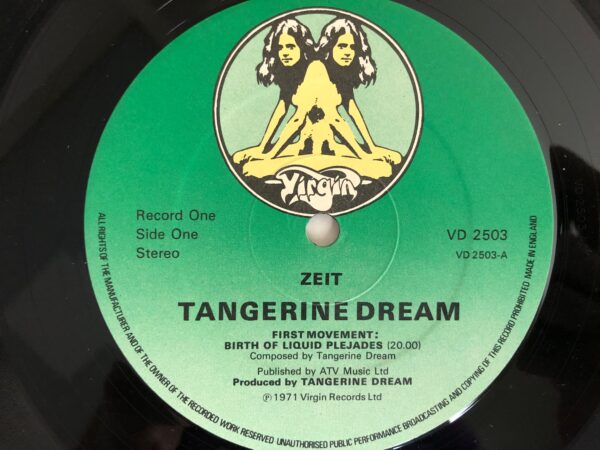 Virgin
Record One
Side One
Stereo
VD 2503
VD 2503-A
ZEIT
TANGERINE DREAM
FIRST MOVEMENT:
BIRTH OF LIQUID PLEJADES (20.00)
Composed by Tangerine Dream
Published by ATV Music Ltd
Produced by TANGERINE DREAM
℗ 1971 Virgin Records Ltd
ALL RIGHTS OF THE MANUFACTURER AND OF THE OWNER OF THE RECORDED WORK RESERVED UNAUTHORISED PUBLIC PERFORMANCE BROADCASTING AND COPYING OF THIS RECORD PROHIBITED MADE IN ENGLAND